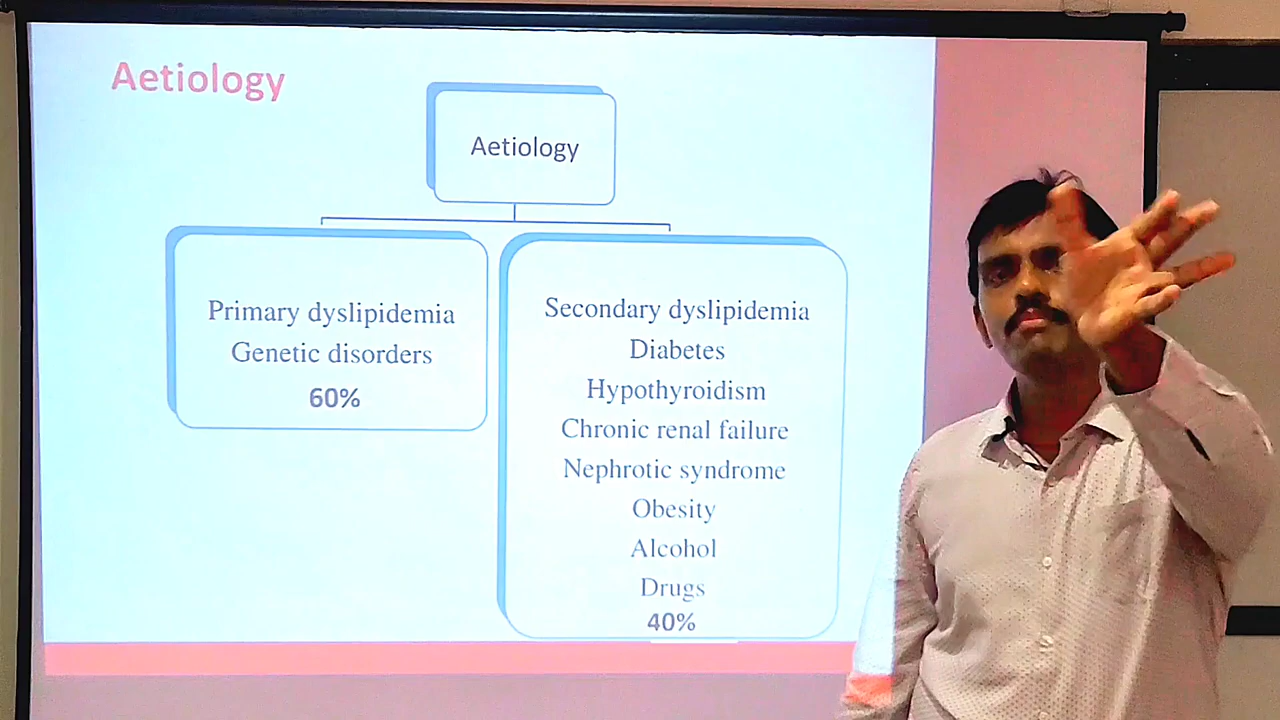 Aetiology
Aetiology
Primary dyslipidemia
Genetic disorders
60%
Secondary dyslipidemia
Diabetes
Hypothyroidism
Chronic renal failure
Nephrotic syndrome
Obesity
Alcohol
Drugs
40%